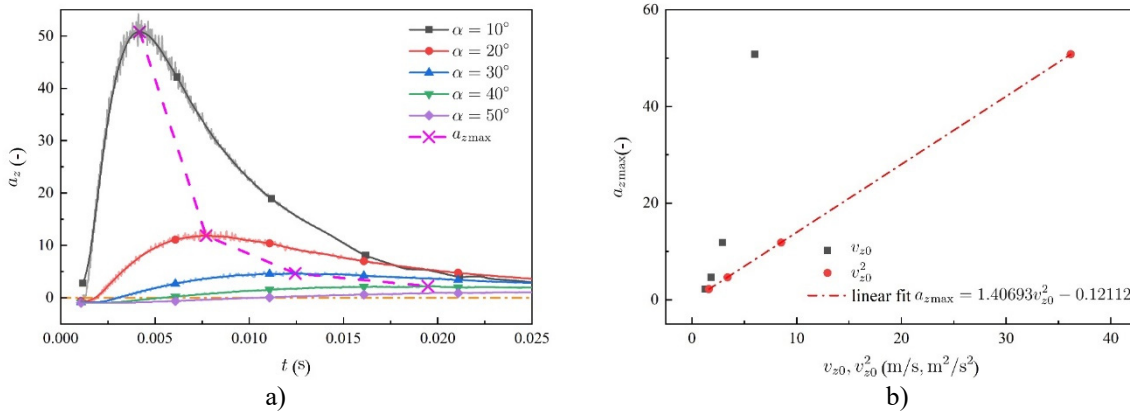 50
40
30
20
10
0
a_z (-)
0.000 0.005 0.010 0.015 0.020 0.025
t (s)
α = 10°
α = 20°
α = 30°
α = 40°
α = 50°
a_zmax
a)
60
40
20
0
a_zmax(-)
0 10 20 30 40
v_z0, v_z0^2 (m/s, m²/s²)
v_z0
v_z0^2
linear fit a_zmax = 1.40693v_z0^2 − 0.12112
b)